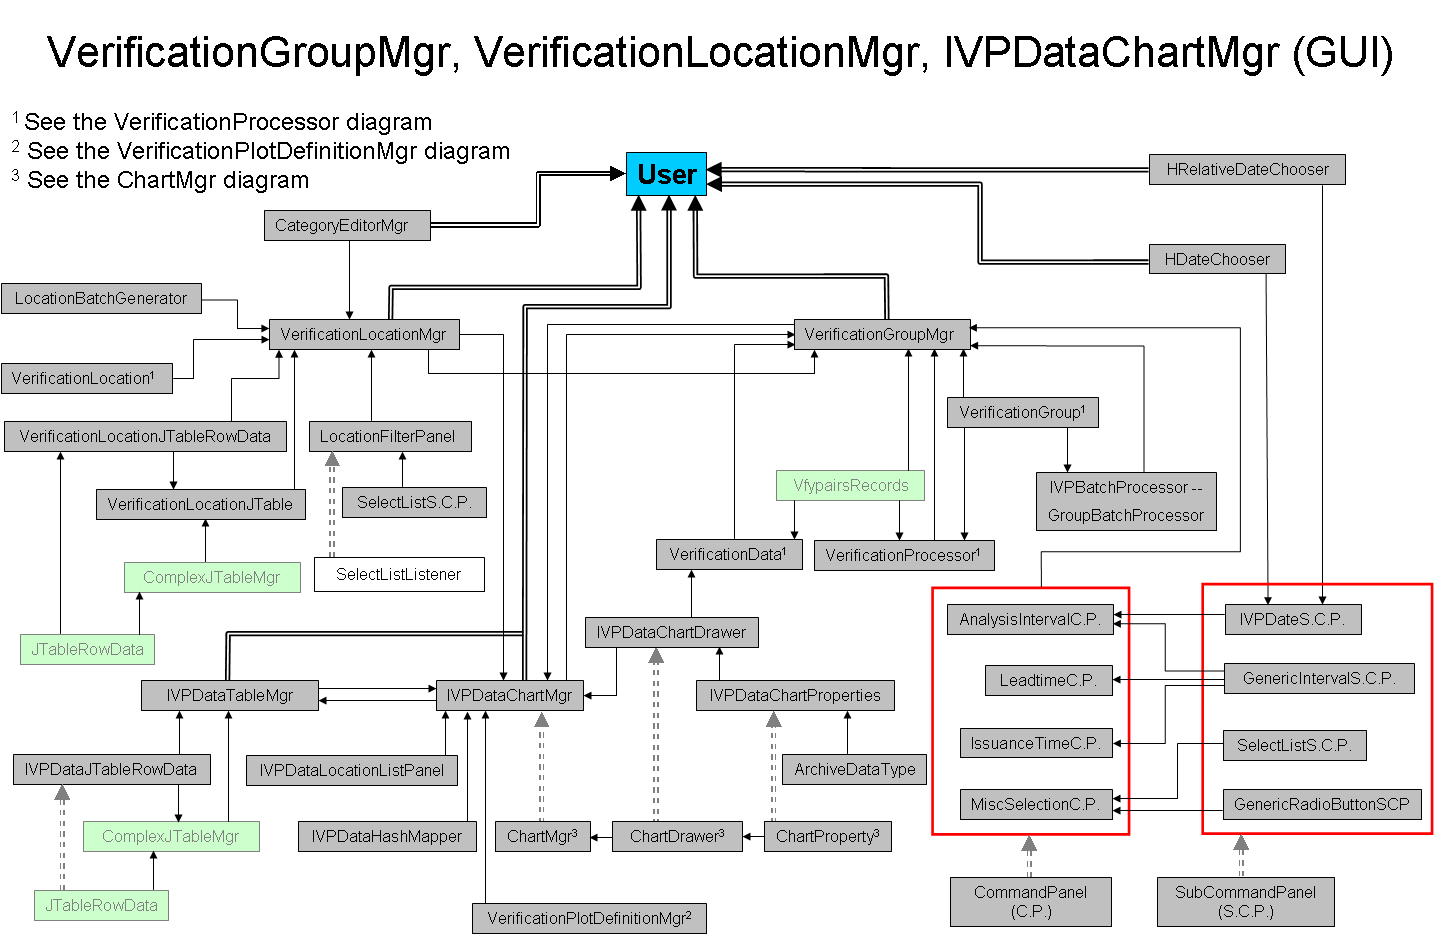 VerificationGroupMgr, VerificationLocationMgr, IVPDataChartMgr (GUI)
1 See the VerificationProcessor diagram
2 See the VerificationPlotDefinitionMgr diagram
3 See the ChartMgr diagram
User
HRelativeDateChooser
CategoryEditorMgr
HDateChooser
LocationBatchGenerator
VerificationLocationMgr
VerificationGroupMgr
VerificationLocation1
VerificationGroup1
VerificationLocationJTableRowData
LocationFilterPanel
VfypairsRecords
IVPBatchProcessor --
GroupBatchProcessor
VerificationLocationJTable
SelectListS.C.P.
VerificationData1
VerificationProcessor1
ComplexJTableMgr
SelectListListener
AnalysisIntervalC.P.
IVPDateS.C.P.
JTableRowData
IVPDataChartDrawer
LeadtimeC.P.
GenericIntervalS.C.P.
IVPDataTableMgr
IVPDataChartMgr
IVPDataChartProperties
IssuanceTimeC.P.
SelectListS.C.P.
IVPDataJTableRowData
IVPDataLocationListPanel
ArchiveDataType
MiscSelectionC.P.
GenericRadioButtonSCP
ComplexJTableMgr
IVPDataHashMapper
ChartMgr3
ChartDrawer3
ChartProperty3
JTableRowData
VerificationPlotDefinitionMgr2
CommandPanel
(C.P.)
SubCommandPanel
(S.C.P.)